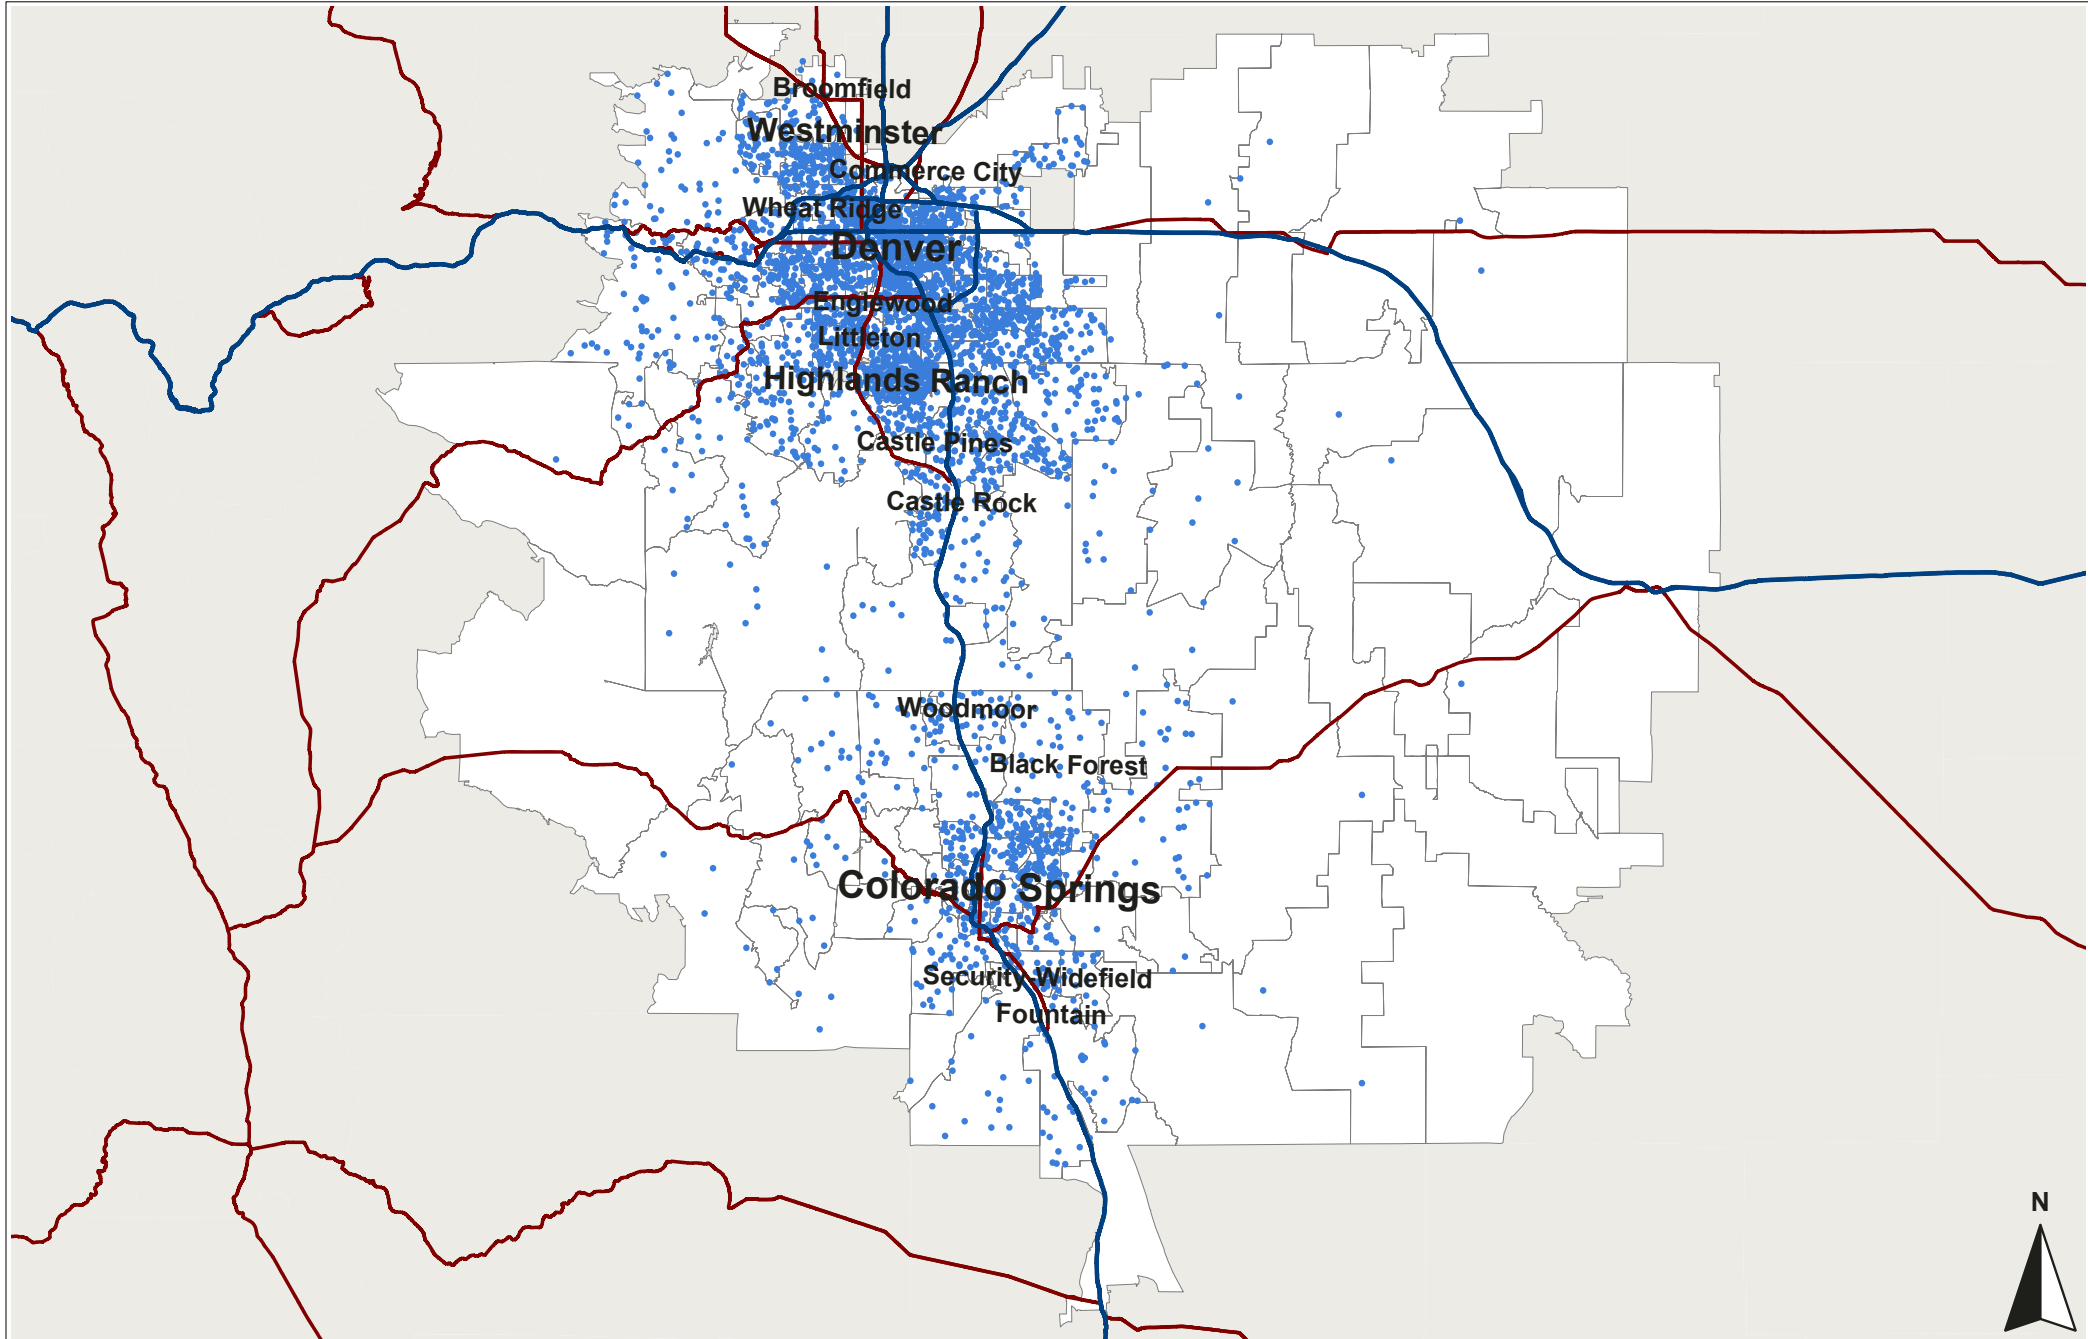 Broomfield
Westminster
Commerce City
Wheat Ridge
Denver
Englewood
Littleton
Highlands Ranch
Castle Pines
Castle Rock
Woodmoor
Black Forest
Colorado Springs
Security-Widefield
Fountain
N